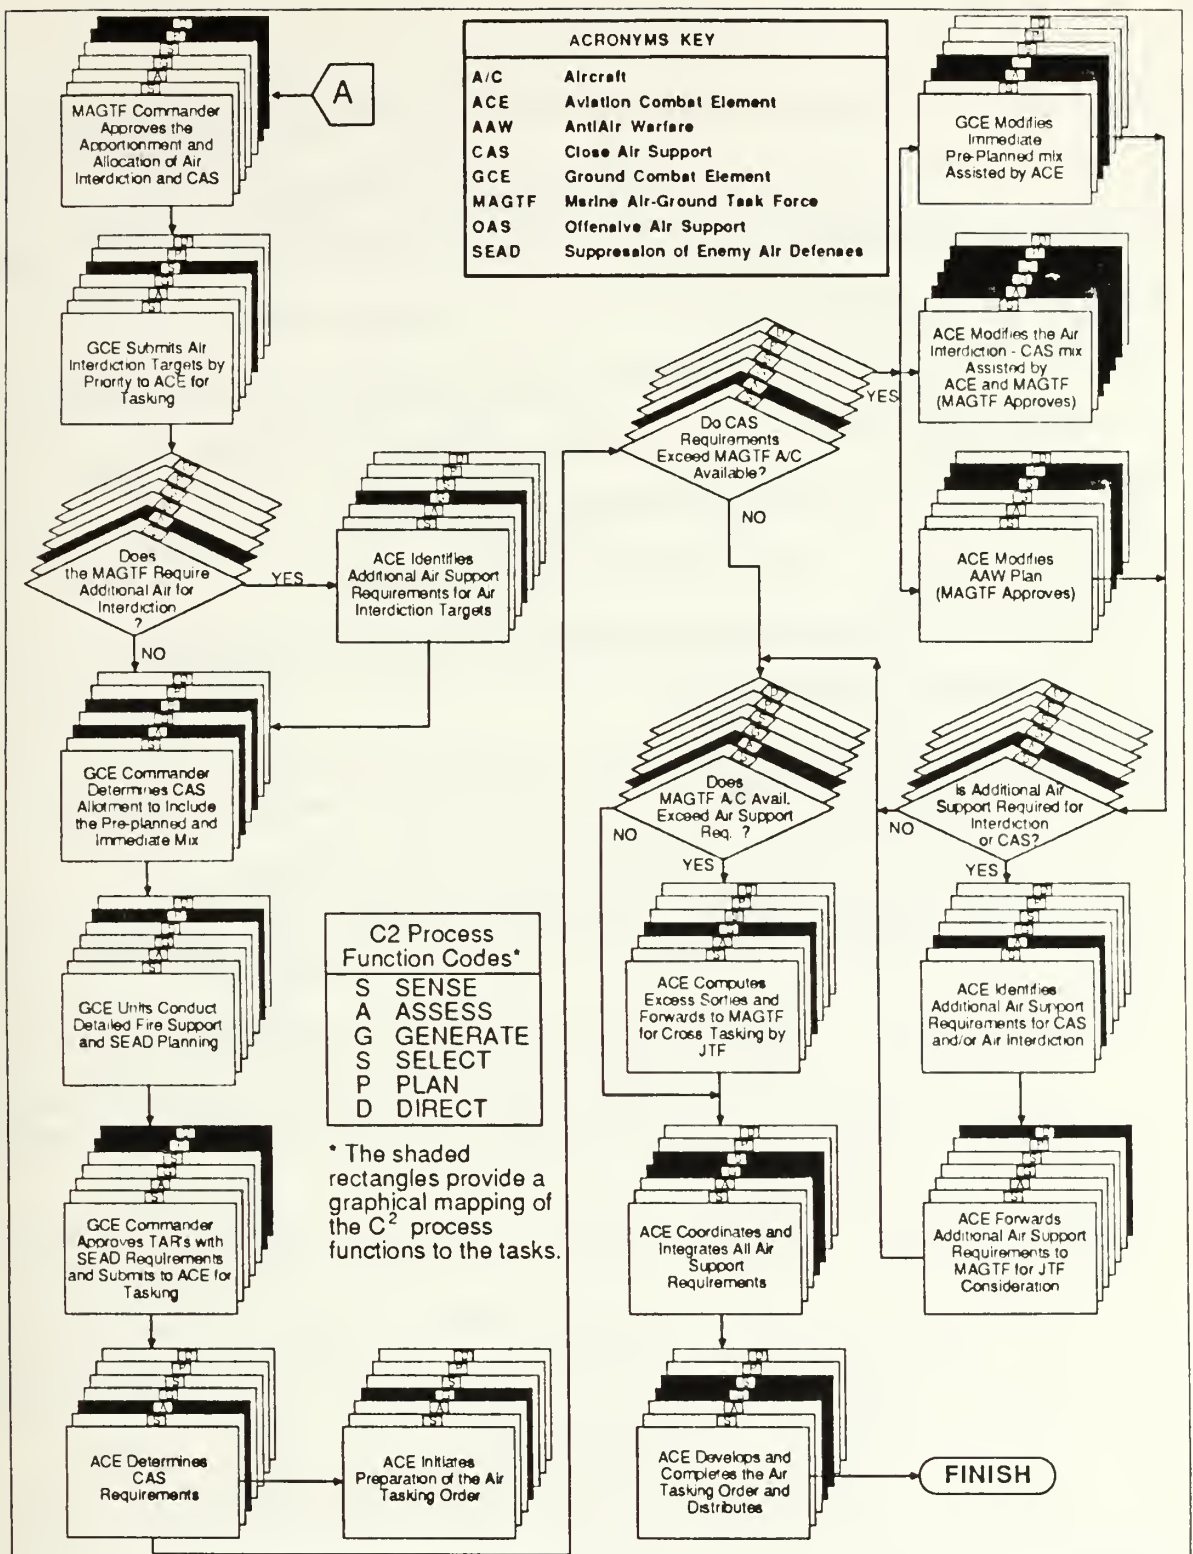 A
MAGTF Commander
Approves the
Apportionment and
Allocation of Air
Interdiction and CAS
GCE Submits Air
Interdiction Targets by
Priority to ACE for
Tasking
Does
the MAGTF Require
Additional Air for
Interdiction
?
YES
NO
ACE Identifies
Additional Air Support
Requirements for Air
Interdiction Targets
GCE Commander
Determines CAS
Allotment to Include
the Pre-planned and
Immediate Mix
GCE Units Conduct
Detailed Fire Support
and SEAD Planning
GCE Commander
Approves TAR's with
SEAD Requirements
and Submits to ACE for
Tasking
ACE Determines
CAS
Requirements
ACE Initiates
Preparation of the Air
Tasking Order
ACRONYMS KEY
A/C Aircraft
ACE Aviation Combat Element
AAW AntiAir Warfare
CAS Close Air Support
GCE Ground Combat Element
MAGTF Marine Air-Ground Task Force
OAS Offensive Air Support
SEAD Suppression of Enemy Air Defenses
C2 Process
Function Codes*
S SENSE
A ASSESS
G GENERATE
S SELECT
P PLAN
D DIRECT
* The shaded
rectangles provide a
graphical mapping of
the C² process
functions to the tasks.
Do CAS
Requirements
Exceed MAGTF A/C
Available?
YES
NO
GCE Modifies
Immediate
Pre-Planned mix
Assisted by ACE
ACE Modifies the Air
Interdiction - CAS mix
Assisted by
ACE and MAGTF
(MAGTF Approves)
ACE Modifies
AAW Plan
(MAGTF Approves)
Does
MAGTF A/C Avail.
Exceed Air Support
Req. ?
NO
YES
Is Additional Air
Support Required for
Interdiction
or CAS?
NO
YES
ACE Computes
Excess Sorties and
Forwards to MAGTF
for Cross Tasking by
JTF
ACE Identifies
Additional Air Support
Requirements for CAS
and/or Air Interdiction
ACE Coordinates and
Integrates All Air
Support
Requirements
ACE Forwards
Additional Air Support
Requirements to
MAGTF for JTF
Consideration
ACE Develops and
Completes the Air
Tasking Order and
Distributes
FINISH